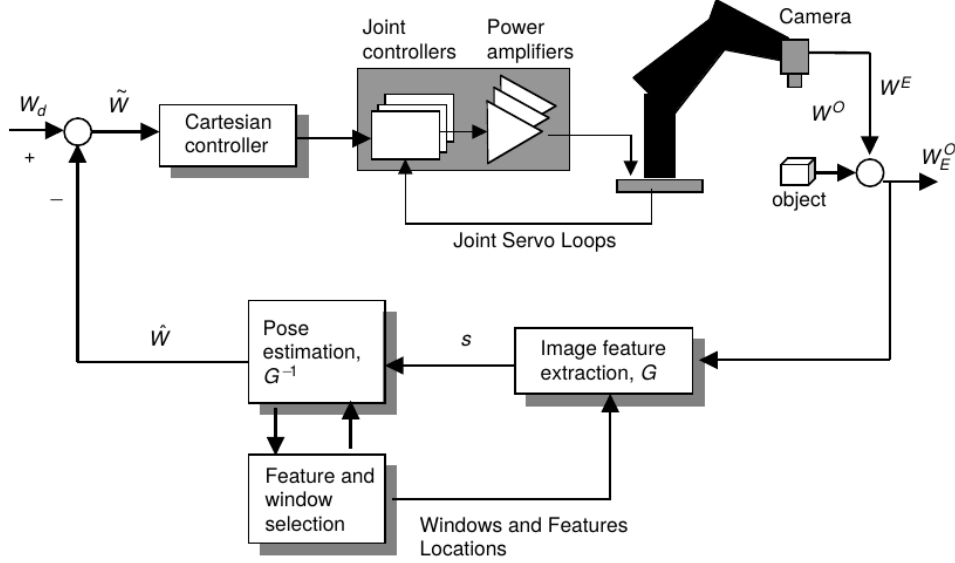 Camera
Joint
controllers
Power
amplifiers
W_d
+
−
W̃
Cartesian
controller
W^E
W^O
W_E^O
object
Joint Servo Loops
Ŵ
Pose
estimation,
G^{−1}
s
Image feature
extraction, G
Feature and
window
selection
Windows and Features
Locations